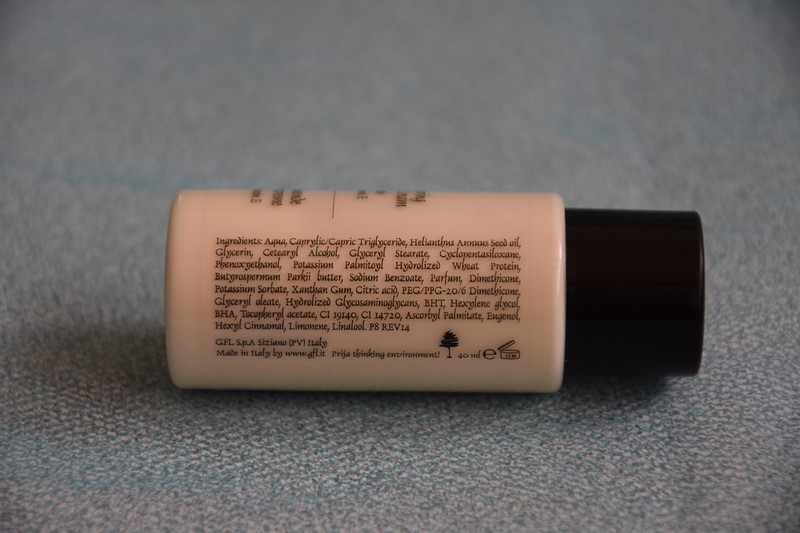 Ingredients: Aqua, Caprylic/Capric Triglyceride, Helianthus Annuus Seed oil,
Glycerin, Cetearyl Alcohol, Glyceryl Stearate, Cyclopentasiloxane,
Phenoxyethanol, Potassium Palmitoyl Hydrolized Wheat Protein,
Butyrospermum Parkii butter, Sodium Benzoate, Parfum, Dimethicone,
Potassium Sorbate, Xanthan Gum, Citric acid, PEG/PPG-20/6 Dimethicone,
Glyceryl oleate, Hydrolized Glycosaminoglycans, BHT, Hexylene glycol,
BHA, Tocopheryl acetate, CI 19140, CI 14720, Ascorbyl Palmitate, Eugenol,
Hexcyl Cinnamal, Limonene, Linalool. P8 REV14
GFL S.p.A Siziano (PV) Italy
Made in Italy by www.gfl.it Prija thinking environment! 40 ml e